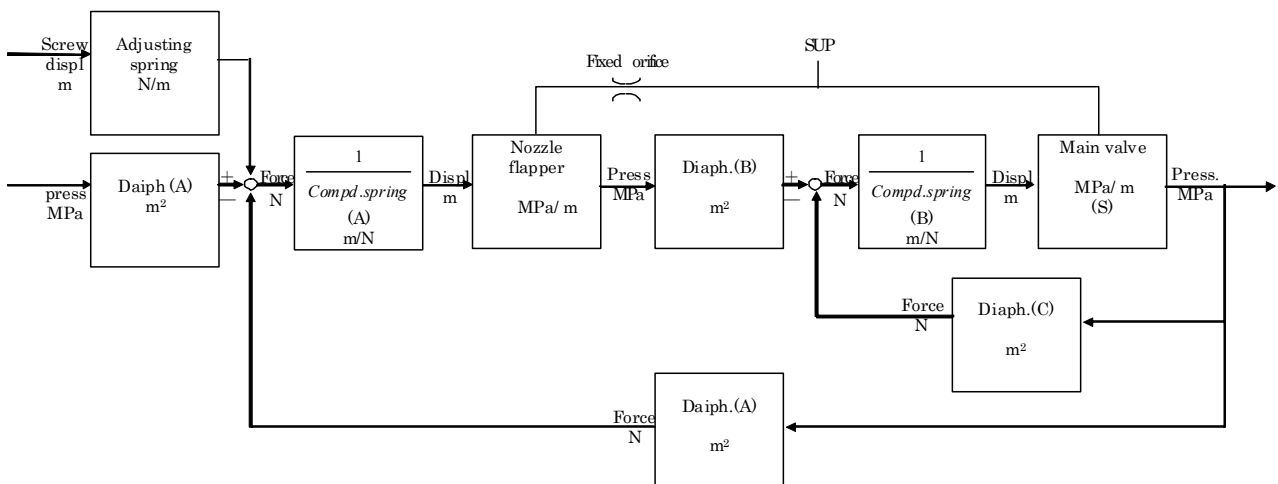 Screw
displ
m
Adjusting
spring
N/m
SUP
Fixed orifice
press
MPa
Daiph (A)
m²
+
−
Force
N
1
Compd.spring
(A)
m/N
Displ
m
Nozzle
flapper
MPa/m
Press
MPa
Diaph.(B)
m²
+
−
Force
N
1
Compd.spring
(B)
m/N
Displ
m
Main valve
MPa/m
(S)
Press.
MPa
Force
N
Diaph.(C)
m²
Force
N
Daiph.(A)
m²